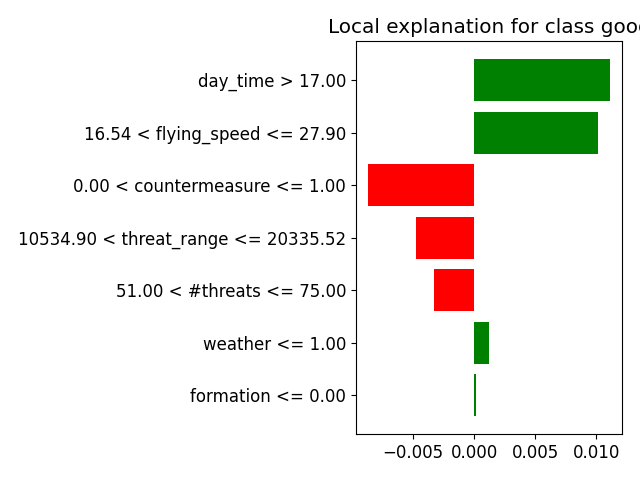 Local explanation for class good
day_time > 17.00
16.54 < flying_speed <= 27.90
0.00 < countermeasure <= 1.00
10534.90 < threat_range <= 20335.52
51.00 < #threats <= 75.00
weather <= 1.00
formation <= 0.00
−0.005 0.000 0.005 0.010